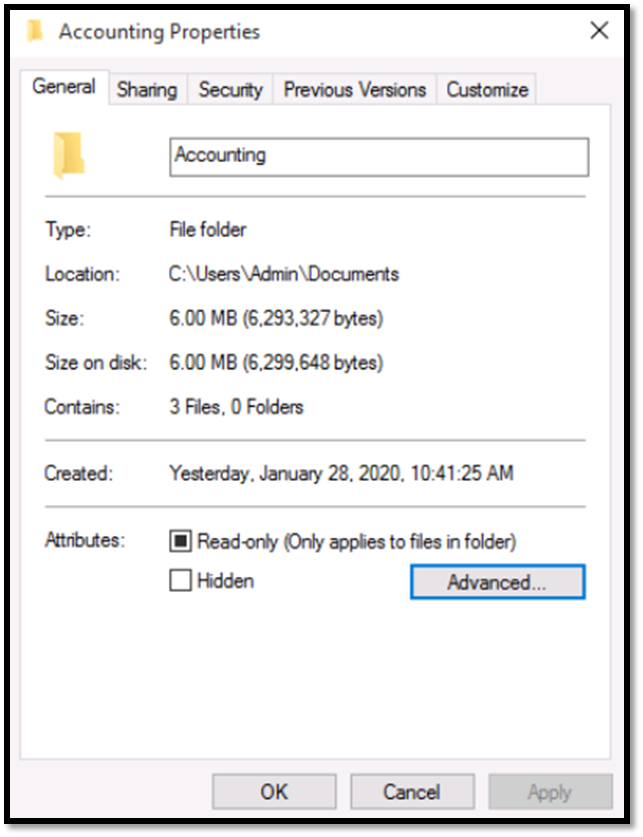 Accounting Properties
General Sharing Security Previous Versions Customize
Accounting
Type: File folder
Location: C:\Users\Admin\Documents
Size: 6.00 MB (6,293,327 bytes)
Size on disk: 6.00 MB (6,299,648 bytes)
Contains: 3 Files, 0 Folders
Created: Yesterday, January 28, 2020, 10:41:25 AM
Attributes: Read-only (Only applies to files in folder)
Hidden Advanced...
OK Cancel Apply